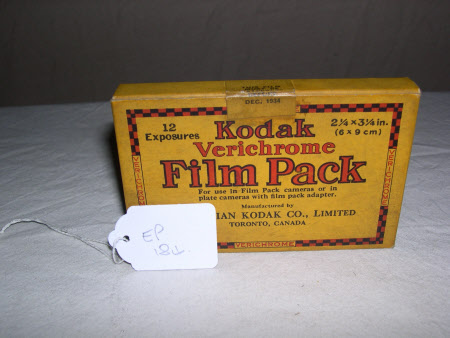 DEC. 1934
12
Exposures
Kodak
Verichrome
Film Pack
2¼ x 3¼ in.
(6 x 9 cm)
For use in Film Pack cameras or in
plate cameras with film pack adapter.
Manufactured by
IAN KODAK CO., LIMITED
TORONTO, CANADA
VERICHROME
VERICHROME
VERICHROME
EP